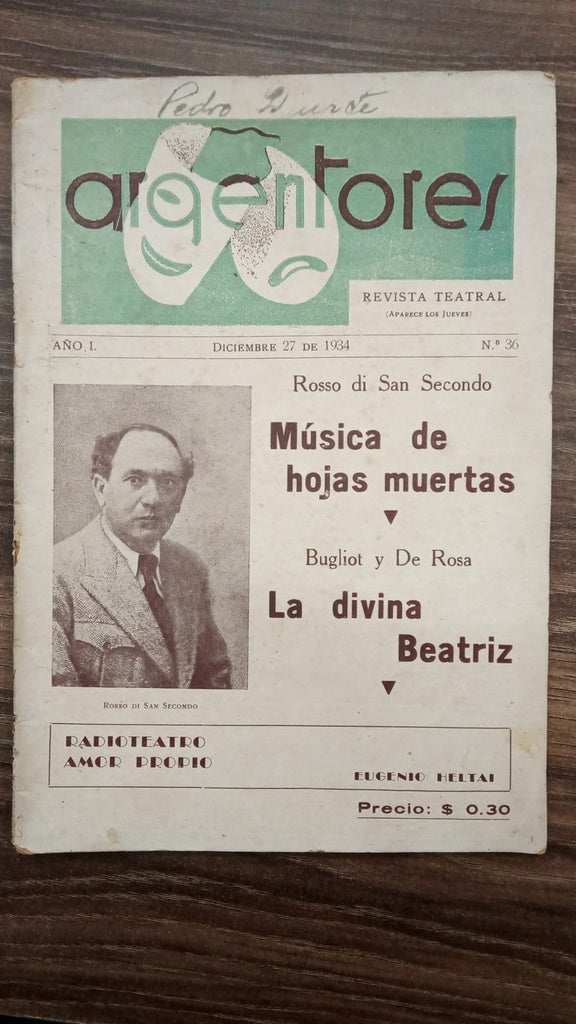 Pedro
argentores
REVISTA TEATRAL
(APARECE LOS JUEVES)
AÑO, I. DICIEMBRE 27 DE 1934 N.º 36
Rosso di San Secondo
Música de
hojas muertas
Bugliot y De Rosa
La divina
Beatriz
ROSSO DI SAN SECONDO
RADIOTEATRO
AMOR PROPIO
EUGENIO HELTAI
Precio: $ 0.30